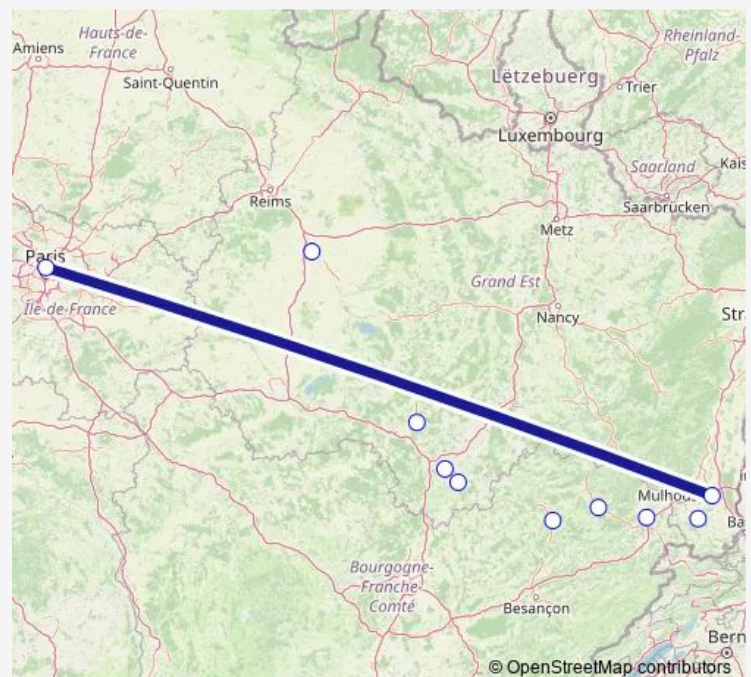 Hauts-de-
France
Amiens
Saint-Quentin
Rheinland-
Pfalz
Lëtzebuerg
Trier
Luxembourg
Saarland
Kais
Reims
Saarbrücken
Metz
Paris
Grand Est
Île-de-France
Nancy
Stra
Mulhou
Ba
Bourgogne-
Franche-
Comté
Besançon
Bern
© OpenStreetMap contributors